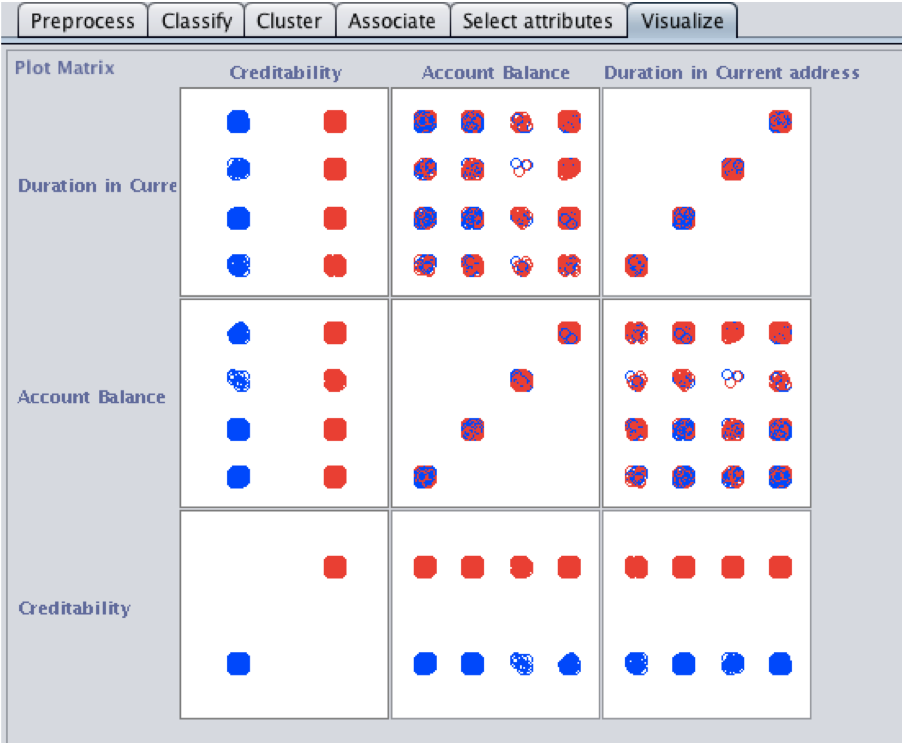 Preprocess Classify Cluster Associate Select attributes Visualize
Plot Matrix
Creditability Account Balance Duration in Current address
Duration in Curre
Account Balance
Creditability